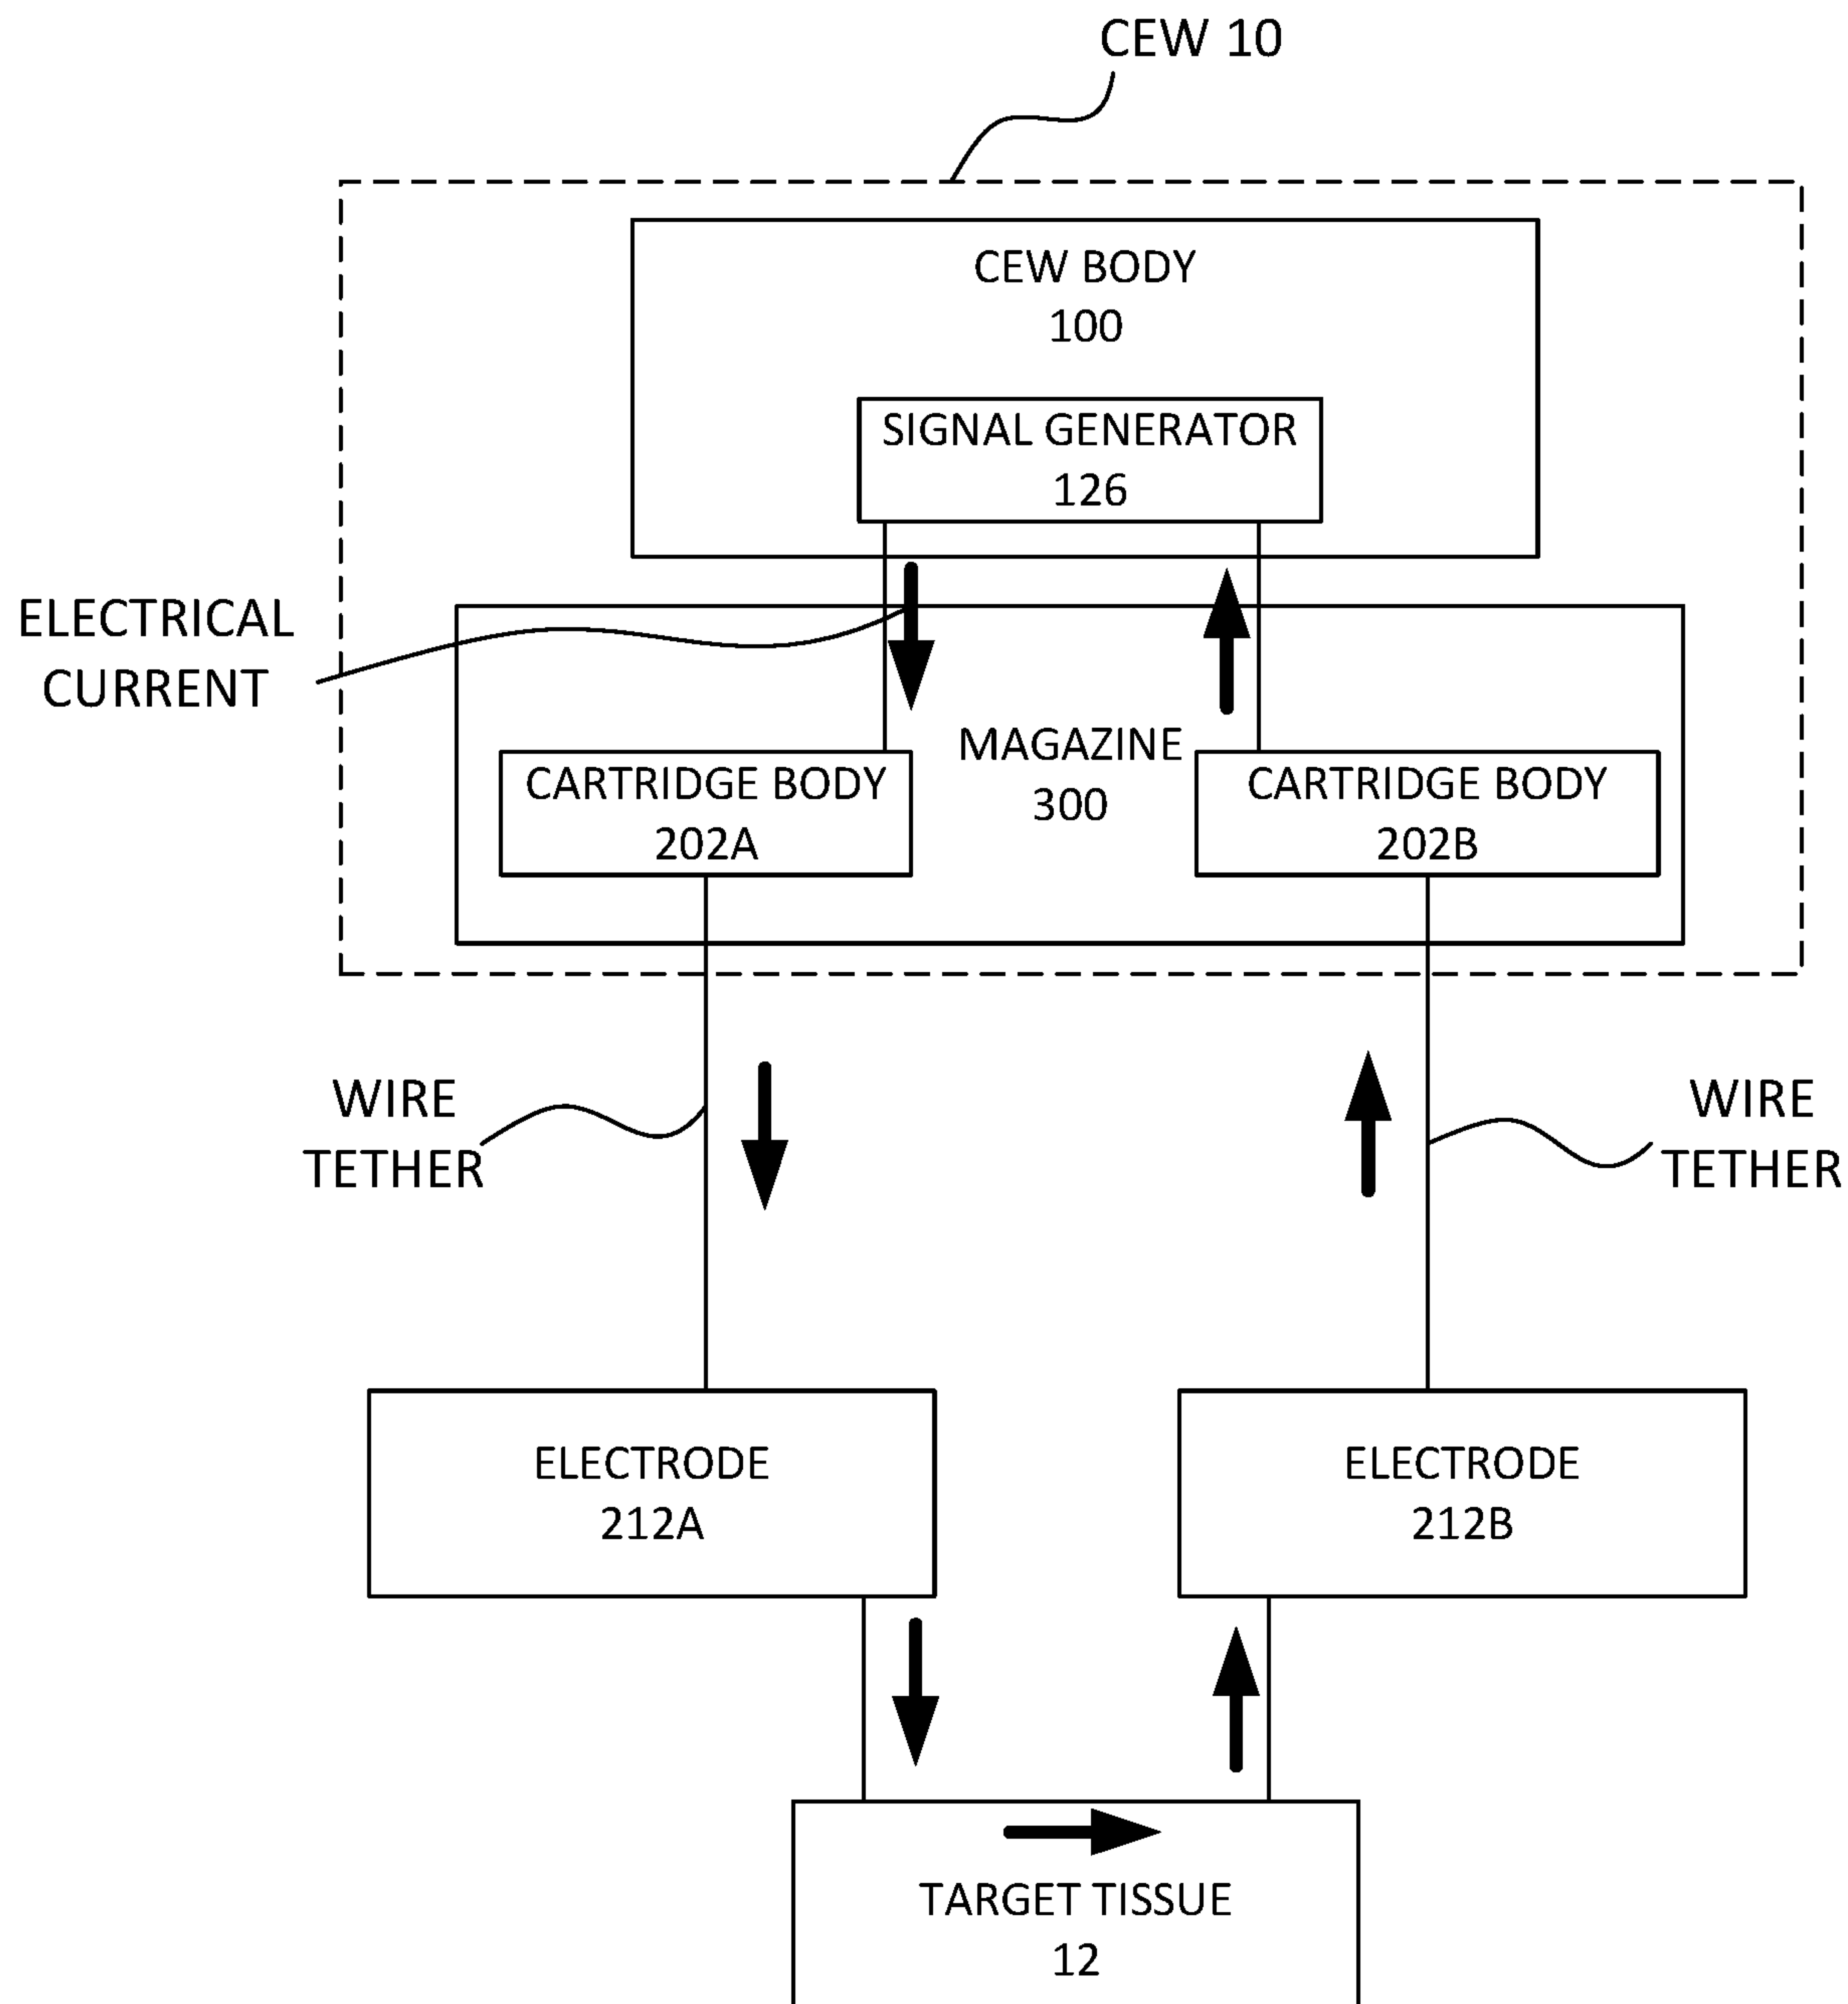 CEW 10
CEW BODY
100
SIGNAL GENERATOR
126
ELECTRICAL
CURRENT
MAGAZINE
300
CARTRIDGE BODY
202A
CARTRIDGE BODY
202B
WIRE
TETHER
WIRE
TETHER
ELECTRODE
212A
ELECTRODE
212B
TARGET TISSUE
12